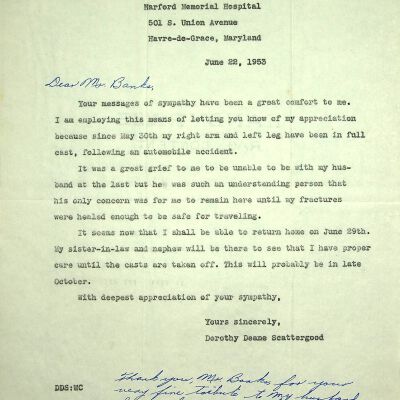 Harford Memorial Hospital
501 S. Union Avenue
Havre-de-Grace, Maryland
June 22, 1953
Dear Mr. Banks,
Your messages of sympathy have been a great comfort to me.
I am employing this means of letting you know of my appreciation
because since May 30th my right arm and left leg have been in full
cast, following an automobile accident.
It was a great grief to me to be unable to be with my hus-
band at the last but he was such an understanding person that
his only concern was for me to remain here until my fractures
were healed enough to be safe for traveling.
It seems now that I shall be able to return home on June 29th.
My sister-in-law and nephew will be there to see that I have proper
care until the casts are taken off. This will probably be in late
October.
With deepest appreciation of your sympathy,
Yours sincerely,
Dorothy Deane Scattergood
DDS:MC
Thank you, Mr. Banks for your
very fine tribute to my husband